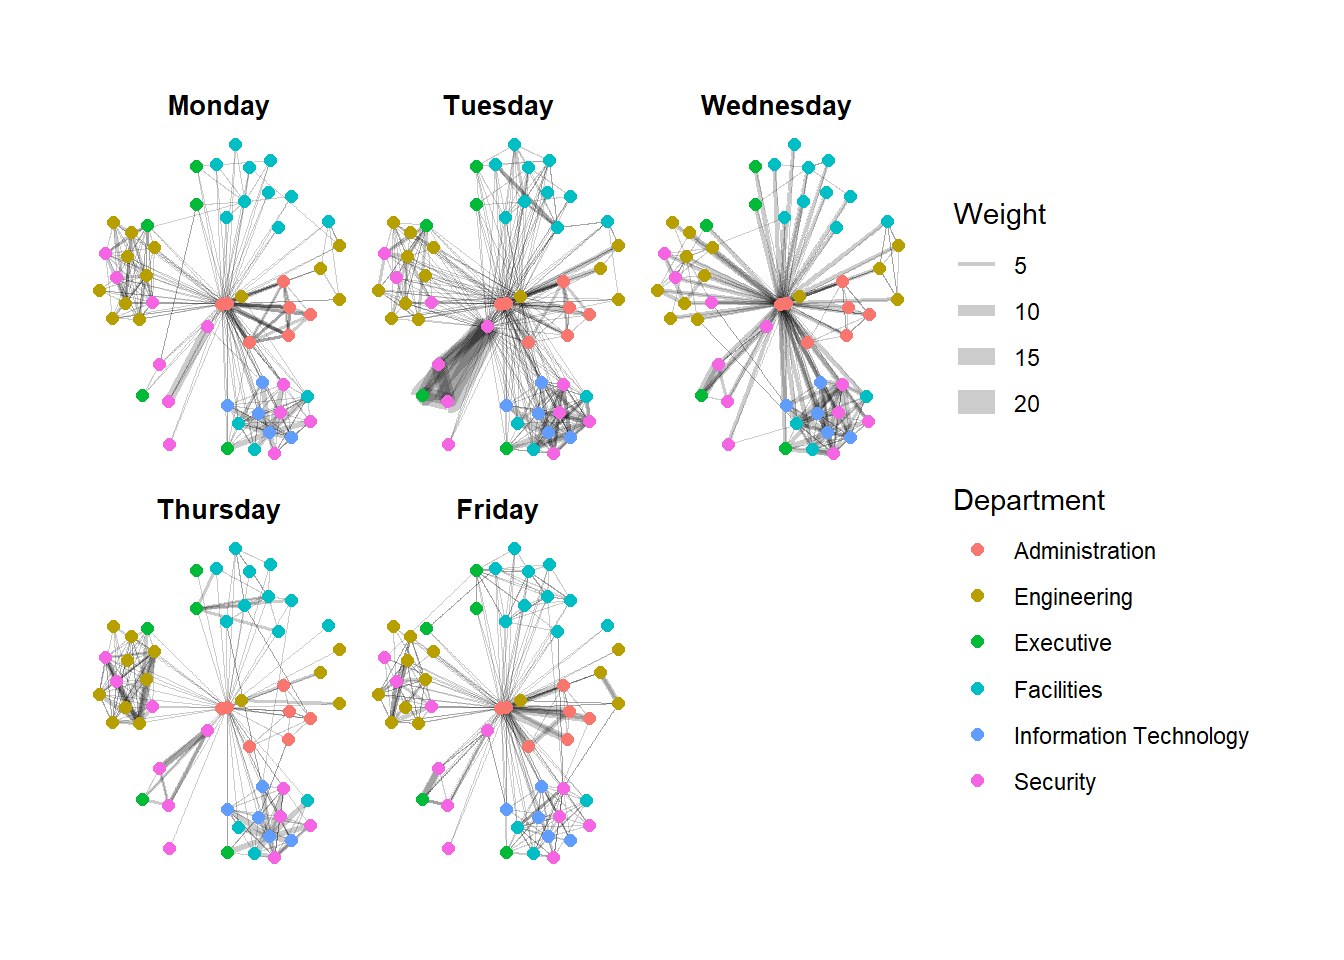 Monday
Tuesday
Wednesday
Thursday
Friday
Weight
5
10
15
20
Department
Administration
Engineering
Executive
Facilities
Information Technology
Security